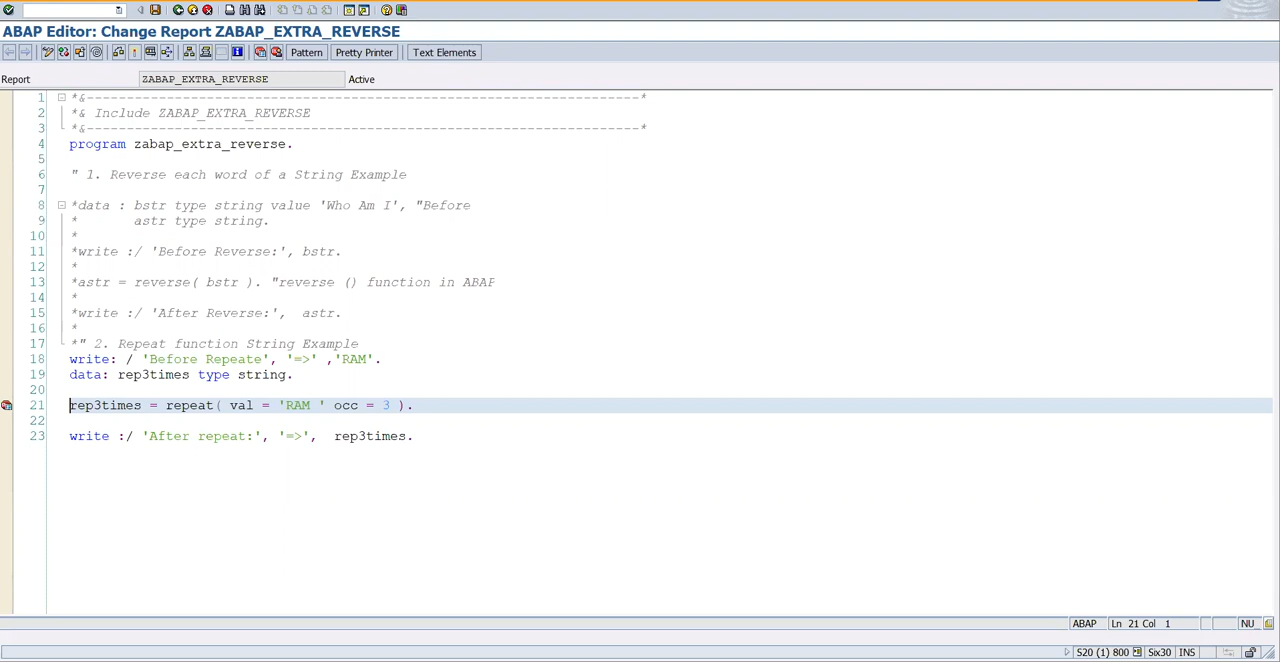 ABAP Editor: Change Report ZABAP_EXTRA_REVERSE
Pattern Pretty Printer Text Elements
Report ZABAP_EXTRA_REVERSE Active
1 *&---------------------------------------------------------------------*
2 *& Include ZABAP_EXTRA_REVERSE
3 *&---------------------------------------------------------------------*
4 program zabap_extra_reverse.
5
6 " 1. Reverse each word of a String Example
7
8 *data : bstr type string value 'Who Am I', "Before
9 * astr type string.
10 *
11 *write :/ 'Before Reverse:', bstr.
12 *
13 *astr = reverse( bstr ). "reverse () function in ABAP
14 *
15 *write :/ 'After Reverse:', astr.
16 *
17 *" 2. Repeat function String Example
18 write: / 'Before Repeate', '=>' ,'RAM'.
19 data: rep3times type string.
20
21 rep3times = repeat( val = 'RAM ' occ = 3 ).
22
23 write :/ 'After repeat:', '=>', rep3times.
ABAP Ln 21 Col 1 NU
S20 (1) 800 Six30 INS